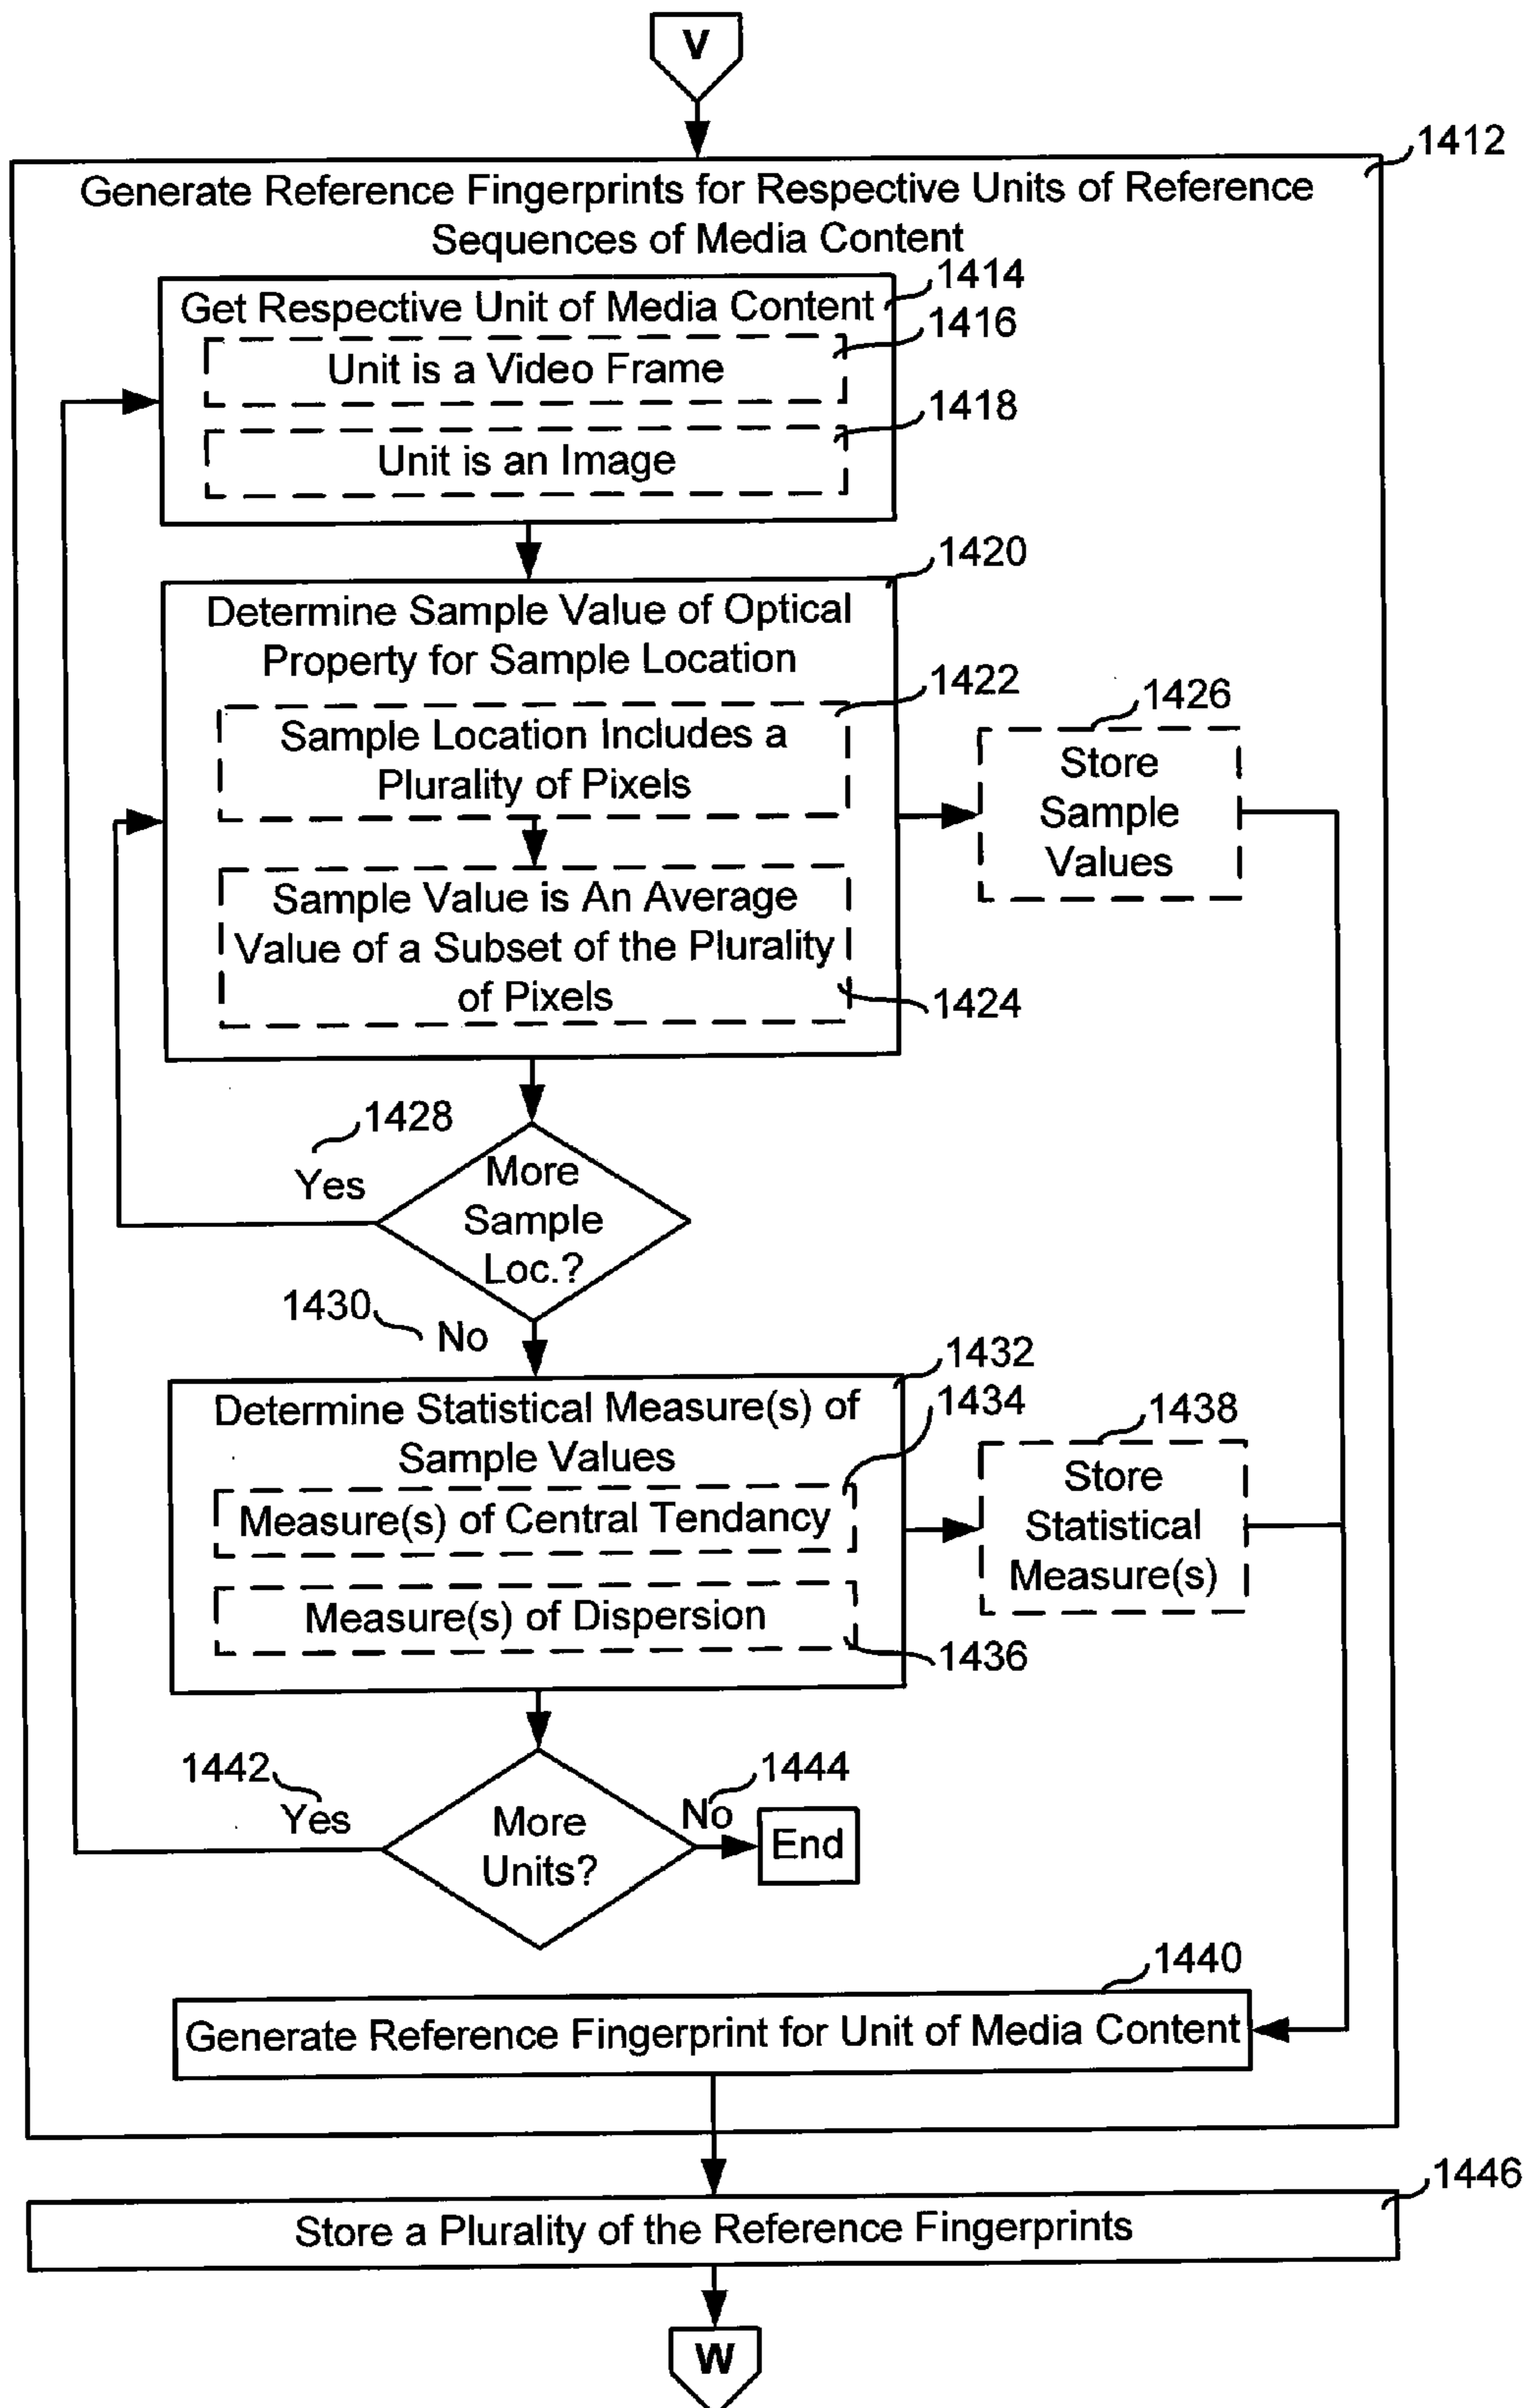 V
1412
Generate Reference Fingerprints for Respective Units of Reference
Sequences of Media Content
1414
Get Respective Unit of Media Content
1416
Unit is a Video Frame
1418
Unit is an Image
1420
Determine Sample Value of Optical
Property for Sample Location
1422
Sample Location Includes a
Plurality of Pixels
1426
Store
Sample
Values
Sample Value is An Average
Value of a Subset of the Plurality
of Pixels
1424
1428
Yes
More
Sample
Loc.?
1430
No
1432
Determine Statistical Measure(s) of
Sample Values
1434
Measure(s) of Central Tendancy
1438
Store
Statistical
Measure(s)
Measure(s) of Dispersion
1436
1442
Yes
More
Units?
1444
No
End
1440
Generate Reference Fingerprint for Unit of Media Content
1446
Store a Plurality of the Reference Fingerprints
W